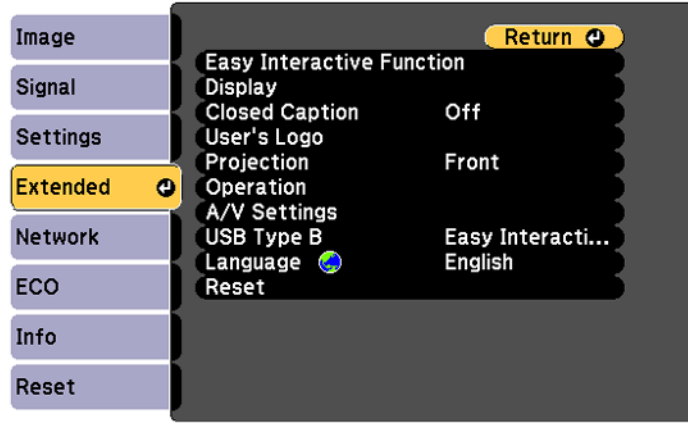 Image
Signal
Settings
Extended
Network
ECO
Info
Reset
Return
Easy Interactive Function
Display
Closed Caption Off
User's Logo
Projection Front
Operation
A/V Settings
USB Type B Easy Interacti...
Language English
Reset